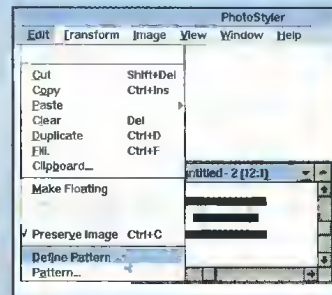 PhotoStyler
Edit Transform Image View Window Help
Cut Shift+Del
Copy Ctrl+Ins
Paste
Clear Del
Duplicate Ctrl+D
Fill. Ctrl+F
Clipboard...
ntitled - 2 (12:1)
Make Floating
√ Preserve Image Ctrl+C
Define Pattern
Pattern...